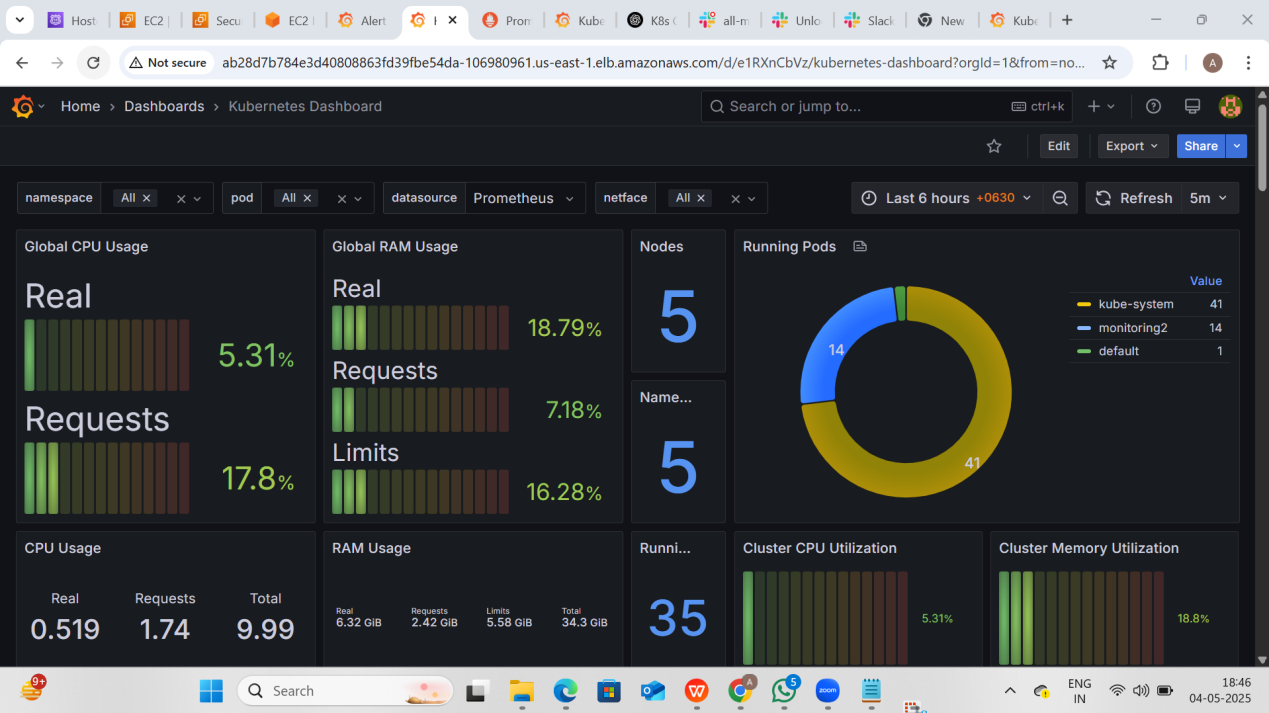 Host
EC2
Secu
EC2
Alert
Prom
Kube
K8s
all-n
Unlo
Slack
New
Kube
Not secure
ab28d7b784e3d40808863fd39fbe54da-106980961.us-east-1.elb.amazonaws.com/d/e1RXnCbVz/kubernetes-dashboard?orgId=1&from=no...
A
Home › Dashboards › Kubernetes Dashboard
Search or jump to...
ctrl+k
Edit
Export
Share
namespace
All
pod
All
datasource
Prometheus
netface
All
Last 6 hours +0630
Refresh
5m
Global CPU Usage
Real
5.31%
Requests
17.8%
Global RAM Usage
Real
18.79%
Requests
7.18%
Limits
16.28%
Nodes
5
Name...
5
Running Pods
14
41
Value
kube-system 41
monitoring2 14
default 1
CPU Usage
Real Requests Total
0.519 1.74 9.99
RAM Usage
Real Requests Limits Total
6.32 GiB 2.42 GiB 5.58 GiB 34.3 GiB
Runni...
35
Cluster CPU Utilization
5.31%
Cluster Memory Utilization
18.8%
9+
Search
A
5
zoom
ENG
IN
18:46
04-05-2025